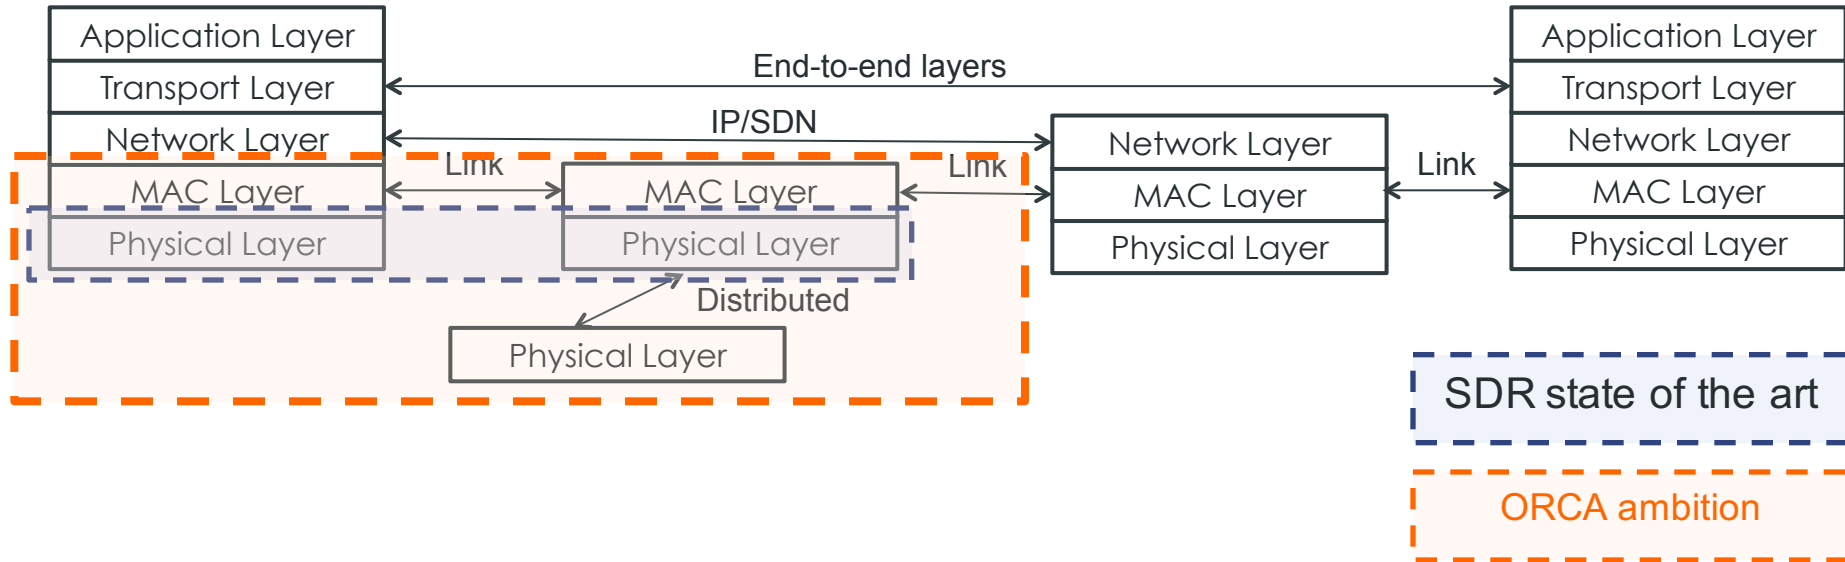 Application Layer
Transport Layer
Network Layer
MAC Layer
Physical Layer
End-to-end layers
IP/SDN
Link
MAC Layer
Physical Layer
Distributed
Physical Layer
Link
Network Layer
MAC Layer
Physical Layer
Link
Application Layer
Transport Layer
Network Layer
MAC Layer
Physical Layer
SDR state of the art
ORCA ambition